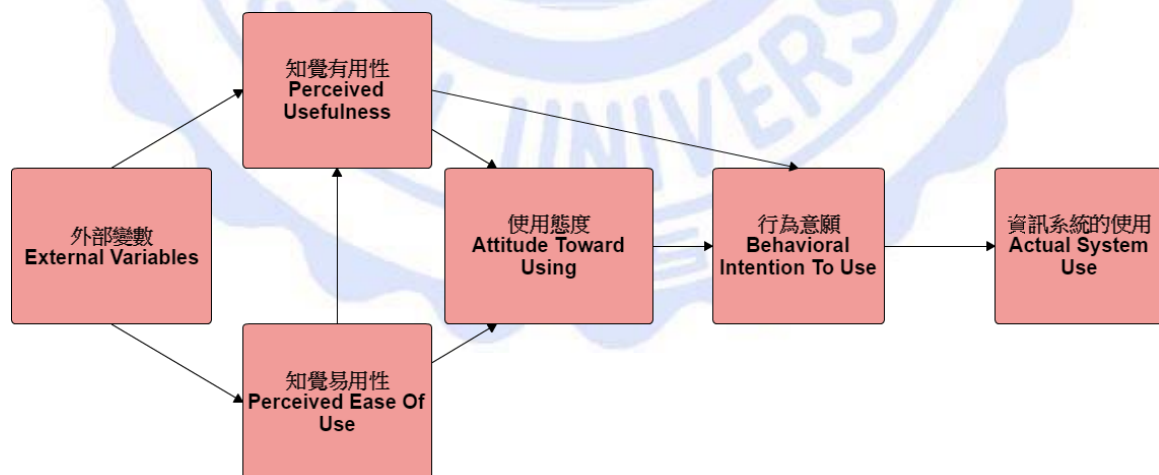 知覺有用性
Perceived
Usefulness
外部變數
External Variables
使用態度
Attitude Toward
Using
行為意願
Behavioral
Intention To Use
資訊系統的使用
Actual System
Use
知覺易用性
Perceived Ease Of
Use
UNIVER